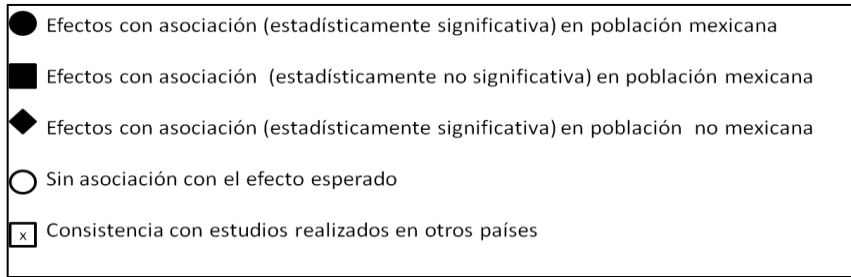 Efectos con asociación (estadísticamente significativa) en población mexicana
Efectos con asociación (estadísticamente no significativa) en población mexicana
Efectos con asociación (estadísticamente significativa) en población no mexicana
Sin asociación con el efecto esperado
x Consistencia con estudios realizados en otros países